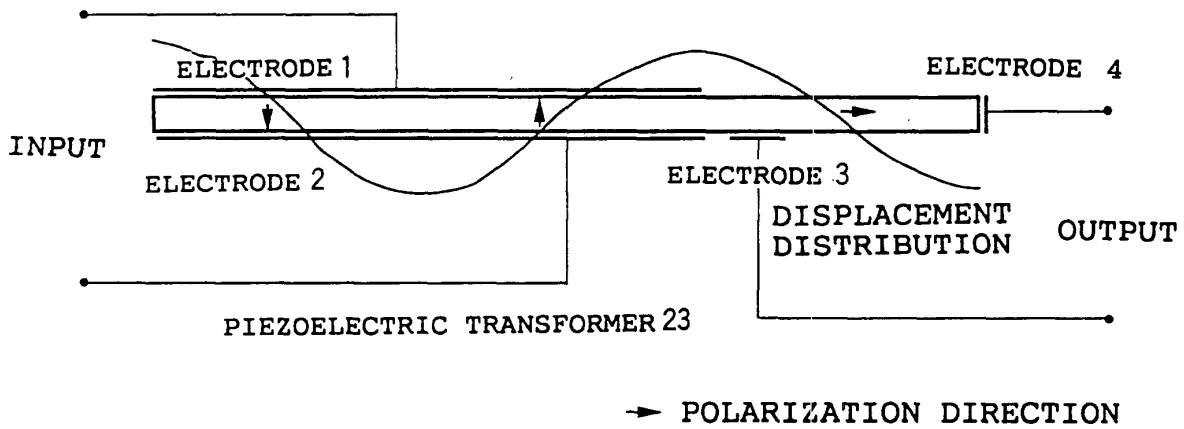 ELECTRODE 1
ELECTRODE 4
INPUT
ELECTRODE 2
ELECTRODE 3
DISPLACEMENT
DISTRIBUTION
OUTPUT
PIEZOELECTRIC TRANSFORMER 23
POLARIZATION DIRECTION